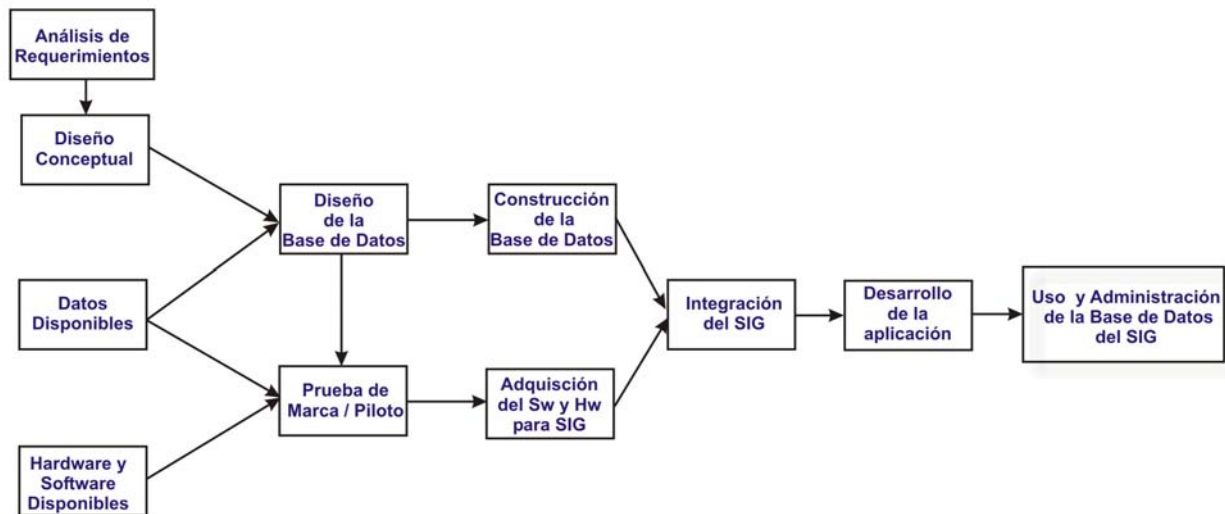 Análisis de
Requerimientos
Diseño
Conceptual
Datos
Disponibles
Hardware y
Software
Disponibles
Diseño
de la
Base de Datos
Prueba de
Marca / Piloto
Construcción
de la
Base de Datos
Adquisción
del Sw y Hw
para SIG
Integración
del SIG
Desarrollo
de la
aplicación
Uso y Administración
de la Base de Datos
del SIG